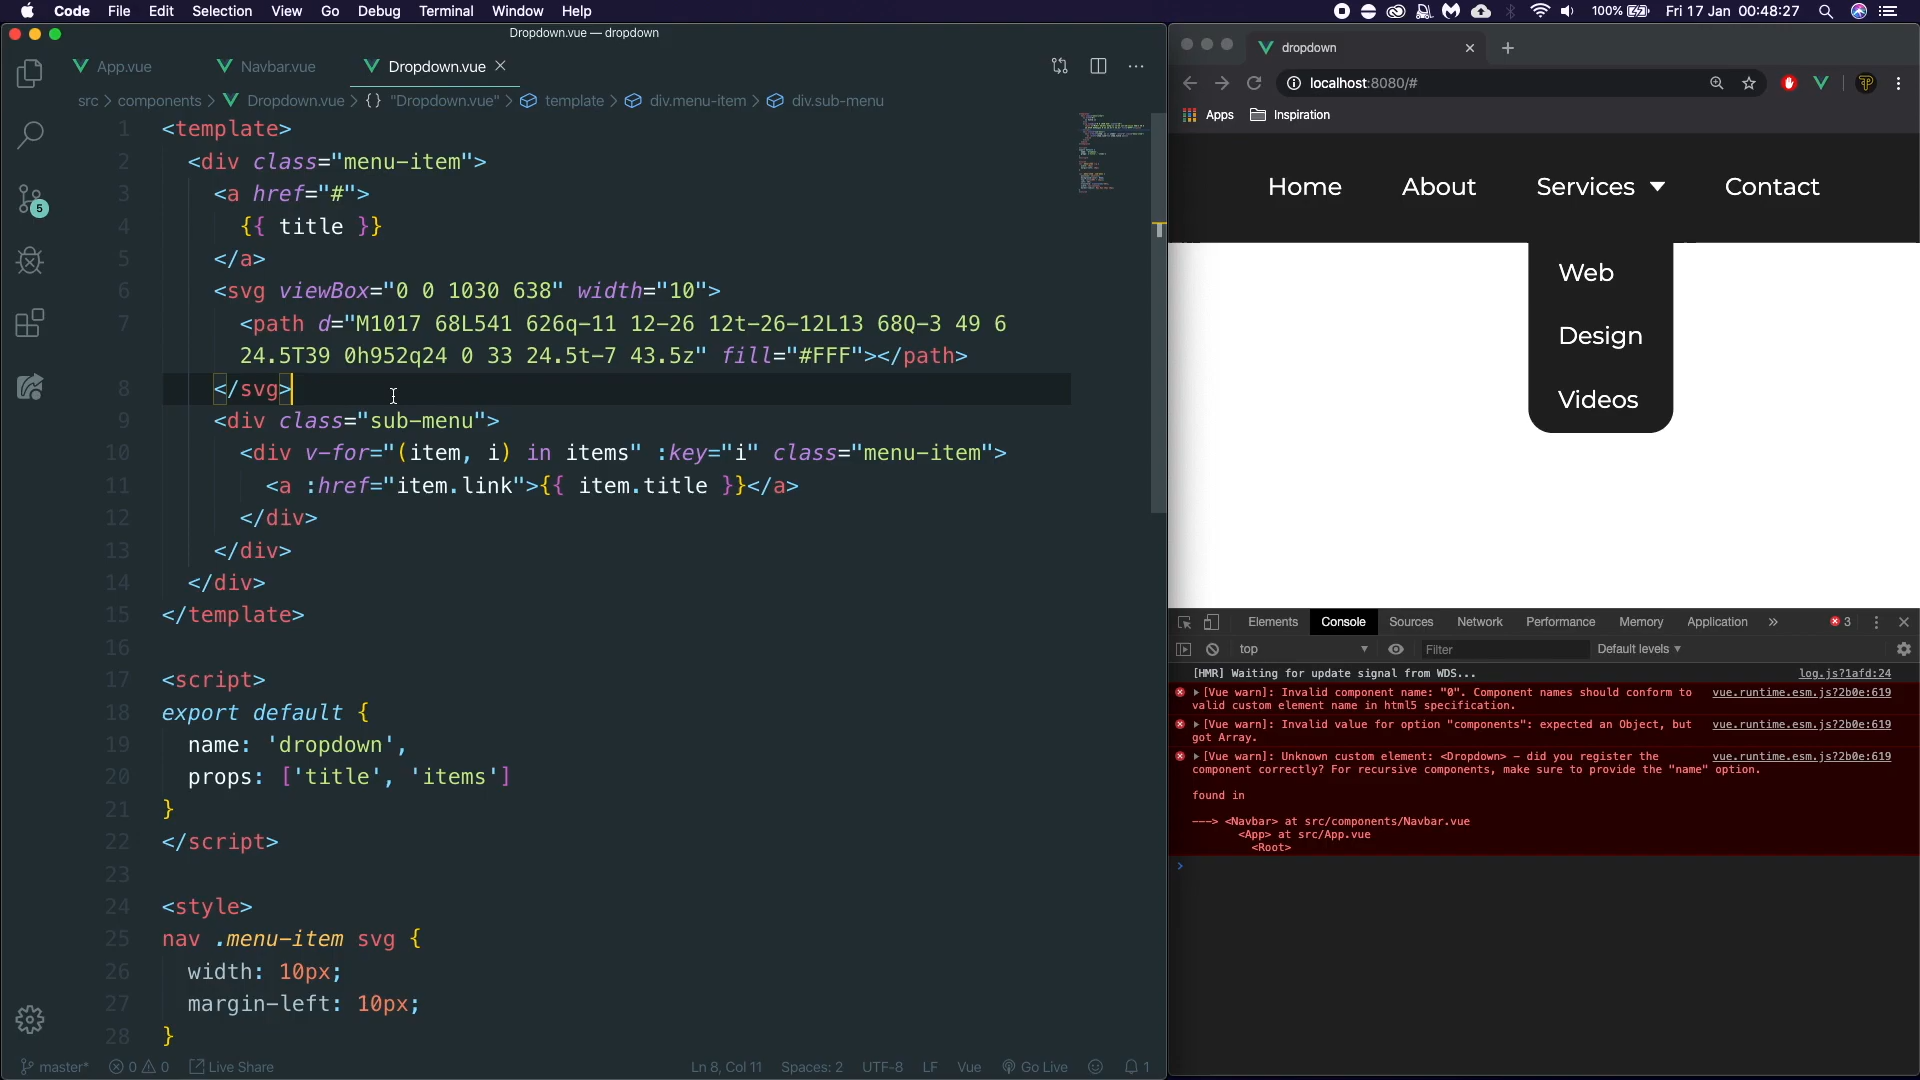 Code File Edit Selection View Go Debug Terminal Window Help
100% Fri 17 Jan 00:48:27
Dropdown.vue — dropdown
App.vue Navbar.vue Dropdown.vue
src > components > Dropdown.vue > {} "Dropdown.vue" > template > div.menu-item > div.sub-menu
1 <template>
2 <div class="menu-item">
3 <a href="#">
4 {{ title }}
5 </a>
6 <svg viewBox="0 0 1030 638" width="10">
7 <path d="M1017 68L541 626q-11 12-26 12t-26-12L13 68Q-3 49 6
24.5T39 0h952q24 0 33 24.5t-7 43.5z" fill="#FFF"></path>
8 </svg>
9 <div class="sub-menu">
10 <div v-for="(item, i) in items" :key="i" class="menu-item">
11 <a :href="item.link">{{ item.title }}</a>
12 </div>
13 </div>
14 </div>
15 </template>
16
17 <script>
18 export default {
19 name: 'dropdown',
20 props: ['title', 'items']
21 }
22 </script>
23
24 <style>
25 nav .menu-item svg {
26 width: 10px;
27 margin-left: 10px;
28 }
5
master* 0 0 Live Share Ln 8, Col 11 Spaces: 2 UTF-8 LF Vue Go Live 1
dropdown
localhost:8080/#
Apps Inspiration
Home About Services Contact
Web
Design
Videos
Elements Console Sources Network Performance Memory Application » 3
top Filter Default levels
[HMR] Waiting for update signal from WDS... log.js?1afd:24
[Vue warn]: Invalid component name: "0". Component names should conform to vue.runtime.esm.js?2b0e:619
valid custom element name in html5 specification.
[Vue warn]: Invalid value for option "components": expected an Object, but vue.runtime.esm.js?2b0e:619
got Array.
[Vue warn]: Unknown custom element: <Dropdown> – did you register the vue.runtime.esm.js?2b0e:619
component correctly? For recursive components, make sure to provide the "name" option.
found in
---> <Navbar> at src/components/Navbar.vue
<App> at src/App.vue
<Root>